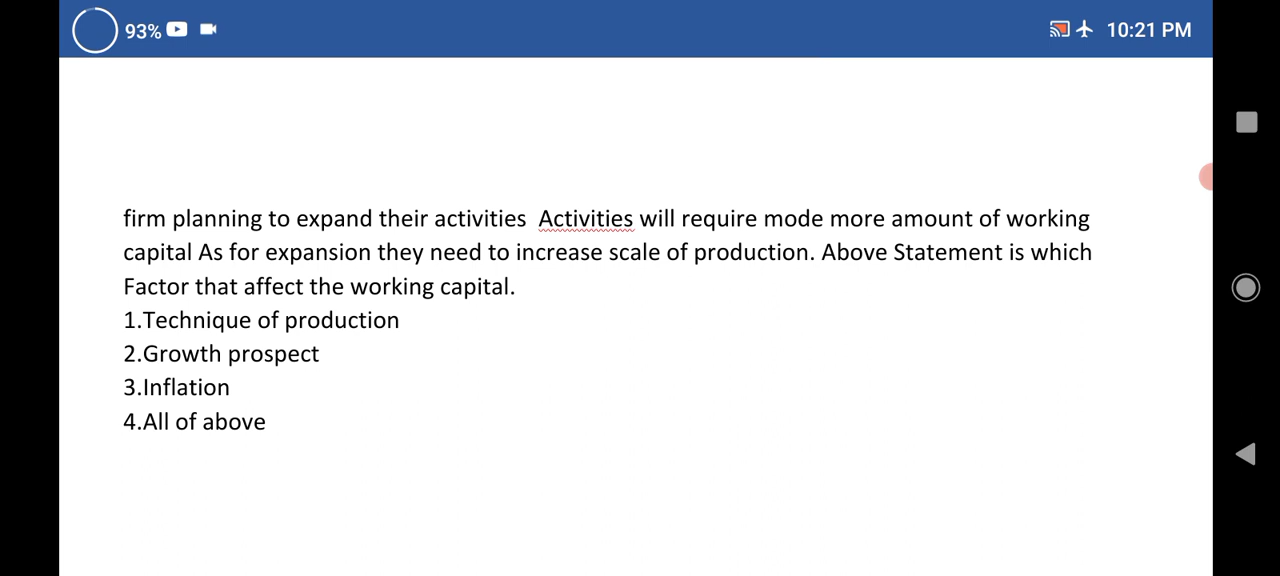 93% 10:21 PM
firm planning to expand their activities Activities will require mode more amount of working
capital As for expansion they need to increase scale of production. Above Statement is which
Factor that affect the working capital.
1.Technique of production
2.Growth prospect
3.Inflation
4.All of above